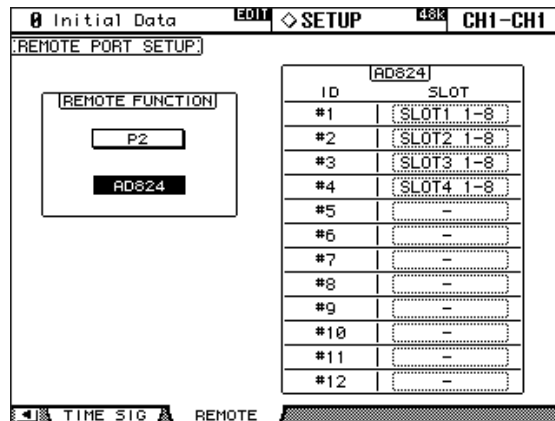 0 Initial Data EDIT ◇SETUP 48K CH1-CH1
REMOTE PORT SETUP
REMOTE FUNCTION
P2
AD824
AD824
ID SLOT
#1 SLOT1 1-8
#2 SLOT2 1-8
#3 SLOT3 1-8
#4 SLOT4 1-8
#5 -
#6 -
#7 -
#8 -
#9 -
#10 -
#11 -
#12 -
TIME SIG REMOTE